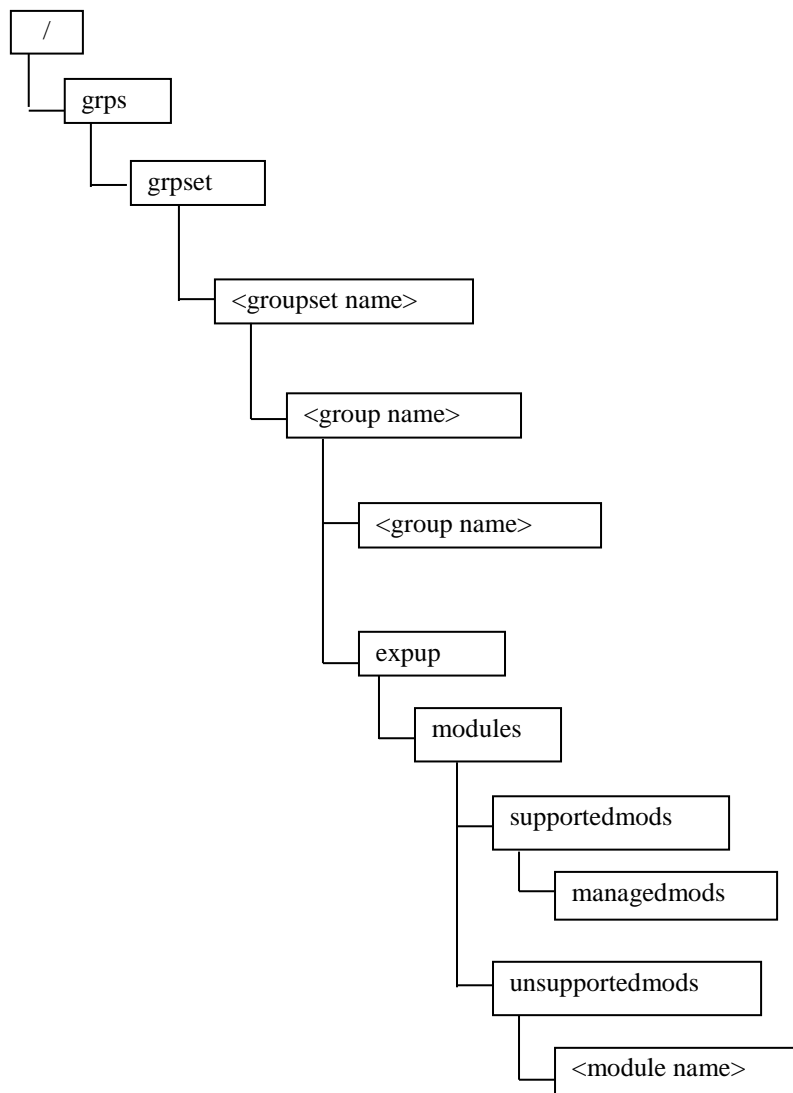 /
grps
grpset
<groupset name>
<group name>
<group name>
expup
modules
supportedmods
managedmods
unsupportedmods
<module name>